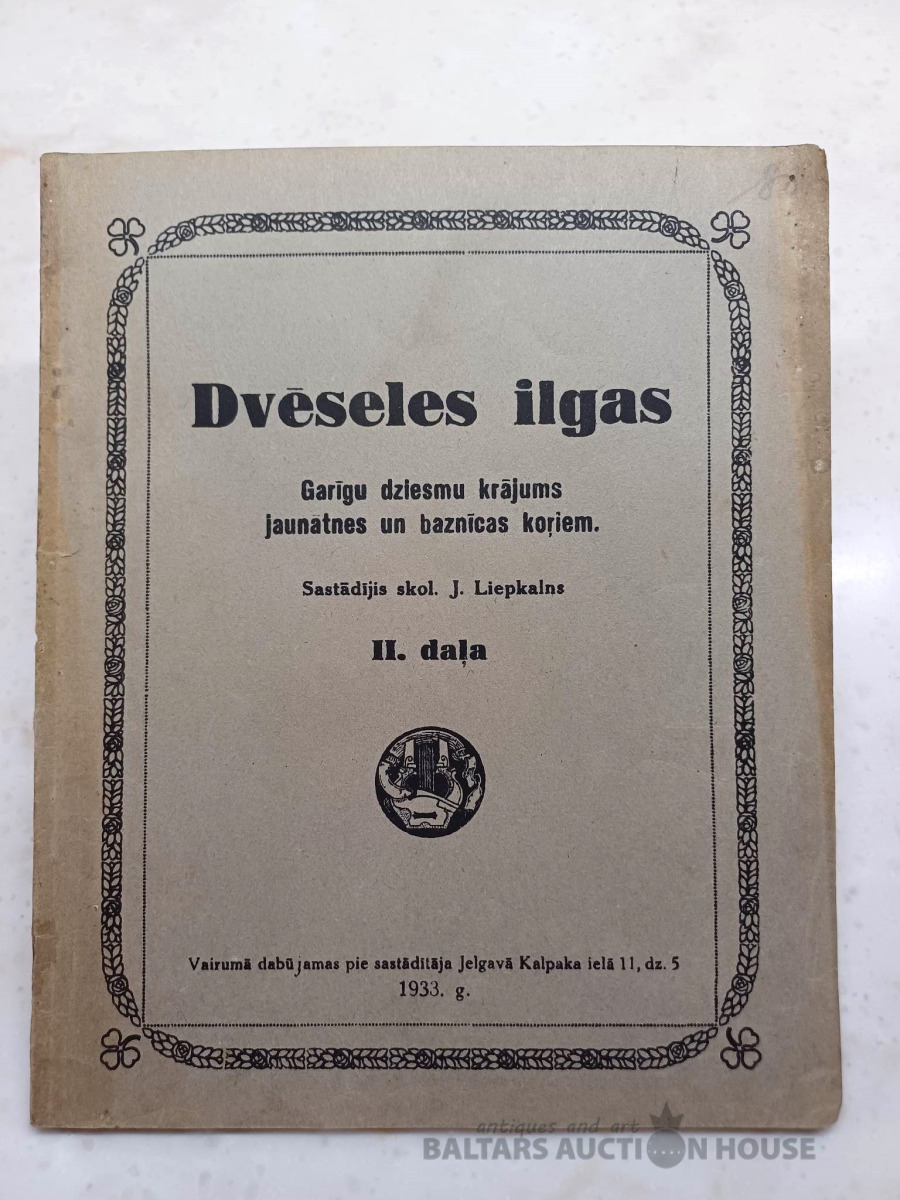 Dvēseles ilgas
Garīgu dziesmu krājums
jaunātnes un baznīcas koŗiem.
Sastādījis skol. J. Liepkalns
II. daļa
Vairumā dabūjamas pie sastādītāja Jelgavā Kalpaka ielā 11, dz. 5
1933. g.
antiques and art
BALTARS AUCTION HOUSE